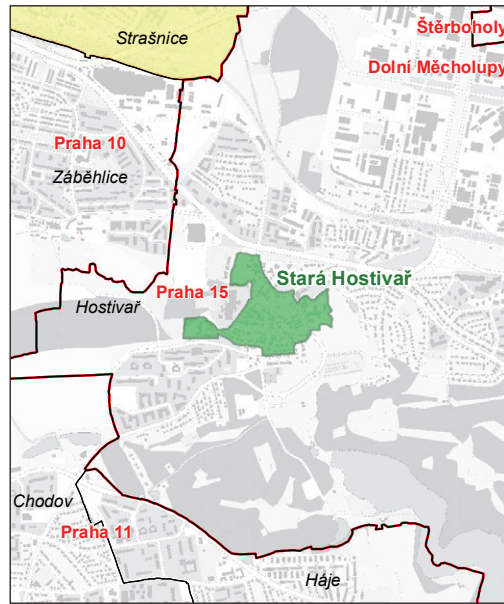 Strašnice
Štěrboholy
Dolní Měcholupy
Praha 10
Záběhlice
Stará Hostivař
Praha 15
Hostivař
Chodov
Praha 11
Háje